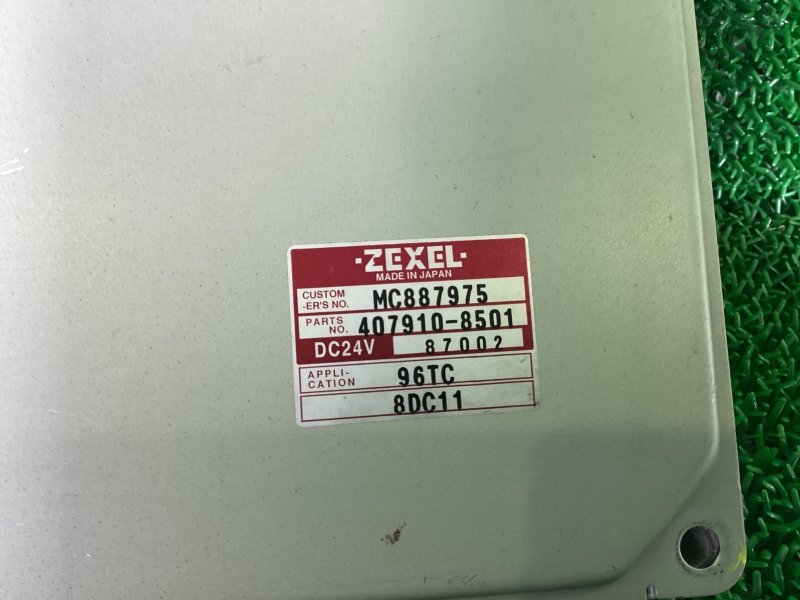 ·ZEXEL·
MADE IN JAPAN
CUSTOM
-ER'S NO. MC887975
PARTS
NO. 407910-8501
DC24V 87002
APPLI-
CATION 96TC
8DC11